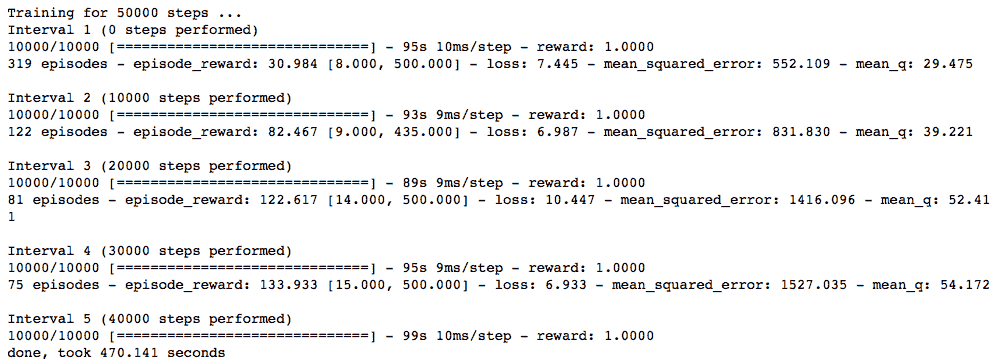 Training for 50000 steps ...
Interval 1 (0 steps performed)
10000/10000 [==============================] - 95s 10ms/step - reward: 1.0000
319 episodes - episode_reward: 30.984 [8.000, 500.000] - loss: 7.445 - mean_squared_error: 552.109 - mean_q: 29.475

Interval 2 (10000 steps performed)
10000/10000 [==============================] - 93s 9ms/step - reward: 1.0000
122 episodes - episode_reward: 82.467 [9.000, 435.000] - loss: 6.987 - mean_squared_error: 831.830 - mean_q: 39.221

Interval 3 (20000 steps performed)
10000/10000 [==============================] - 89s 9ms/step - reward: 1.0000
81 episodes - episode_reward: 122.617 [14.000, 500.000] - loss: 10.447 - mean_squared_error: 1416.096 - mean_q: 52.41
1

Interval 4 (30000 steps performed)
10000/10000 [==============================] - 95s 9ms/step - reward: 1.0000
75 episodes - episode_reward: 133.933 [15.000, 500.000] - loss: 6.933 - mean_squared_error: 1527.035 - mean_q: 54.172

Interval 5 (40000 steps performed)
10000/10000 [==============================] - 99s 10ms/step - reward: 1.0000
done, took 470.141 seconds